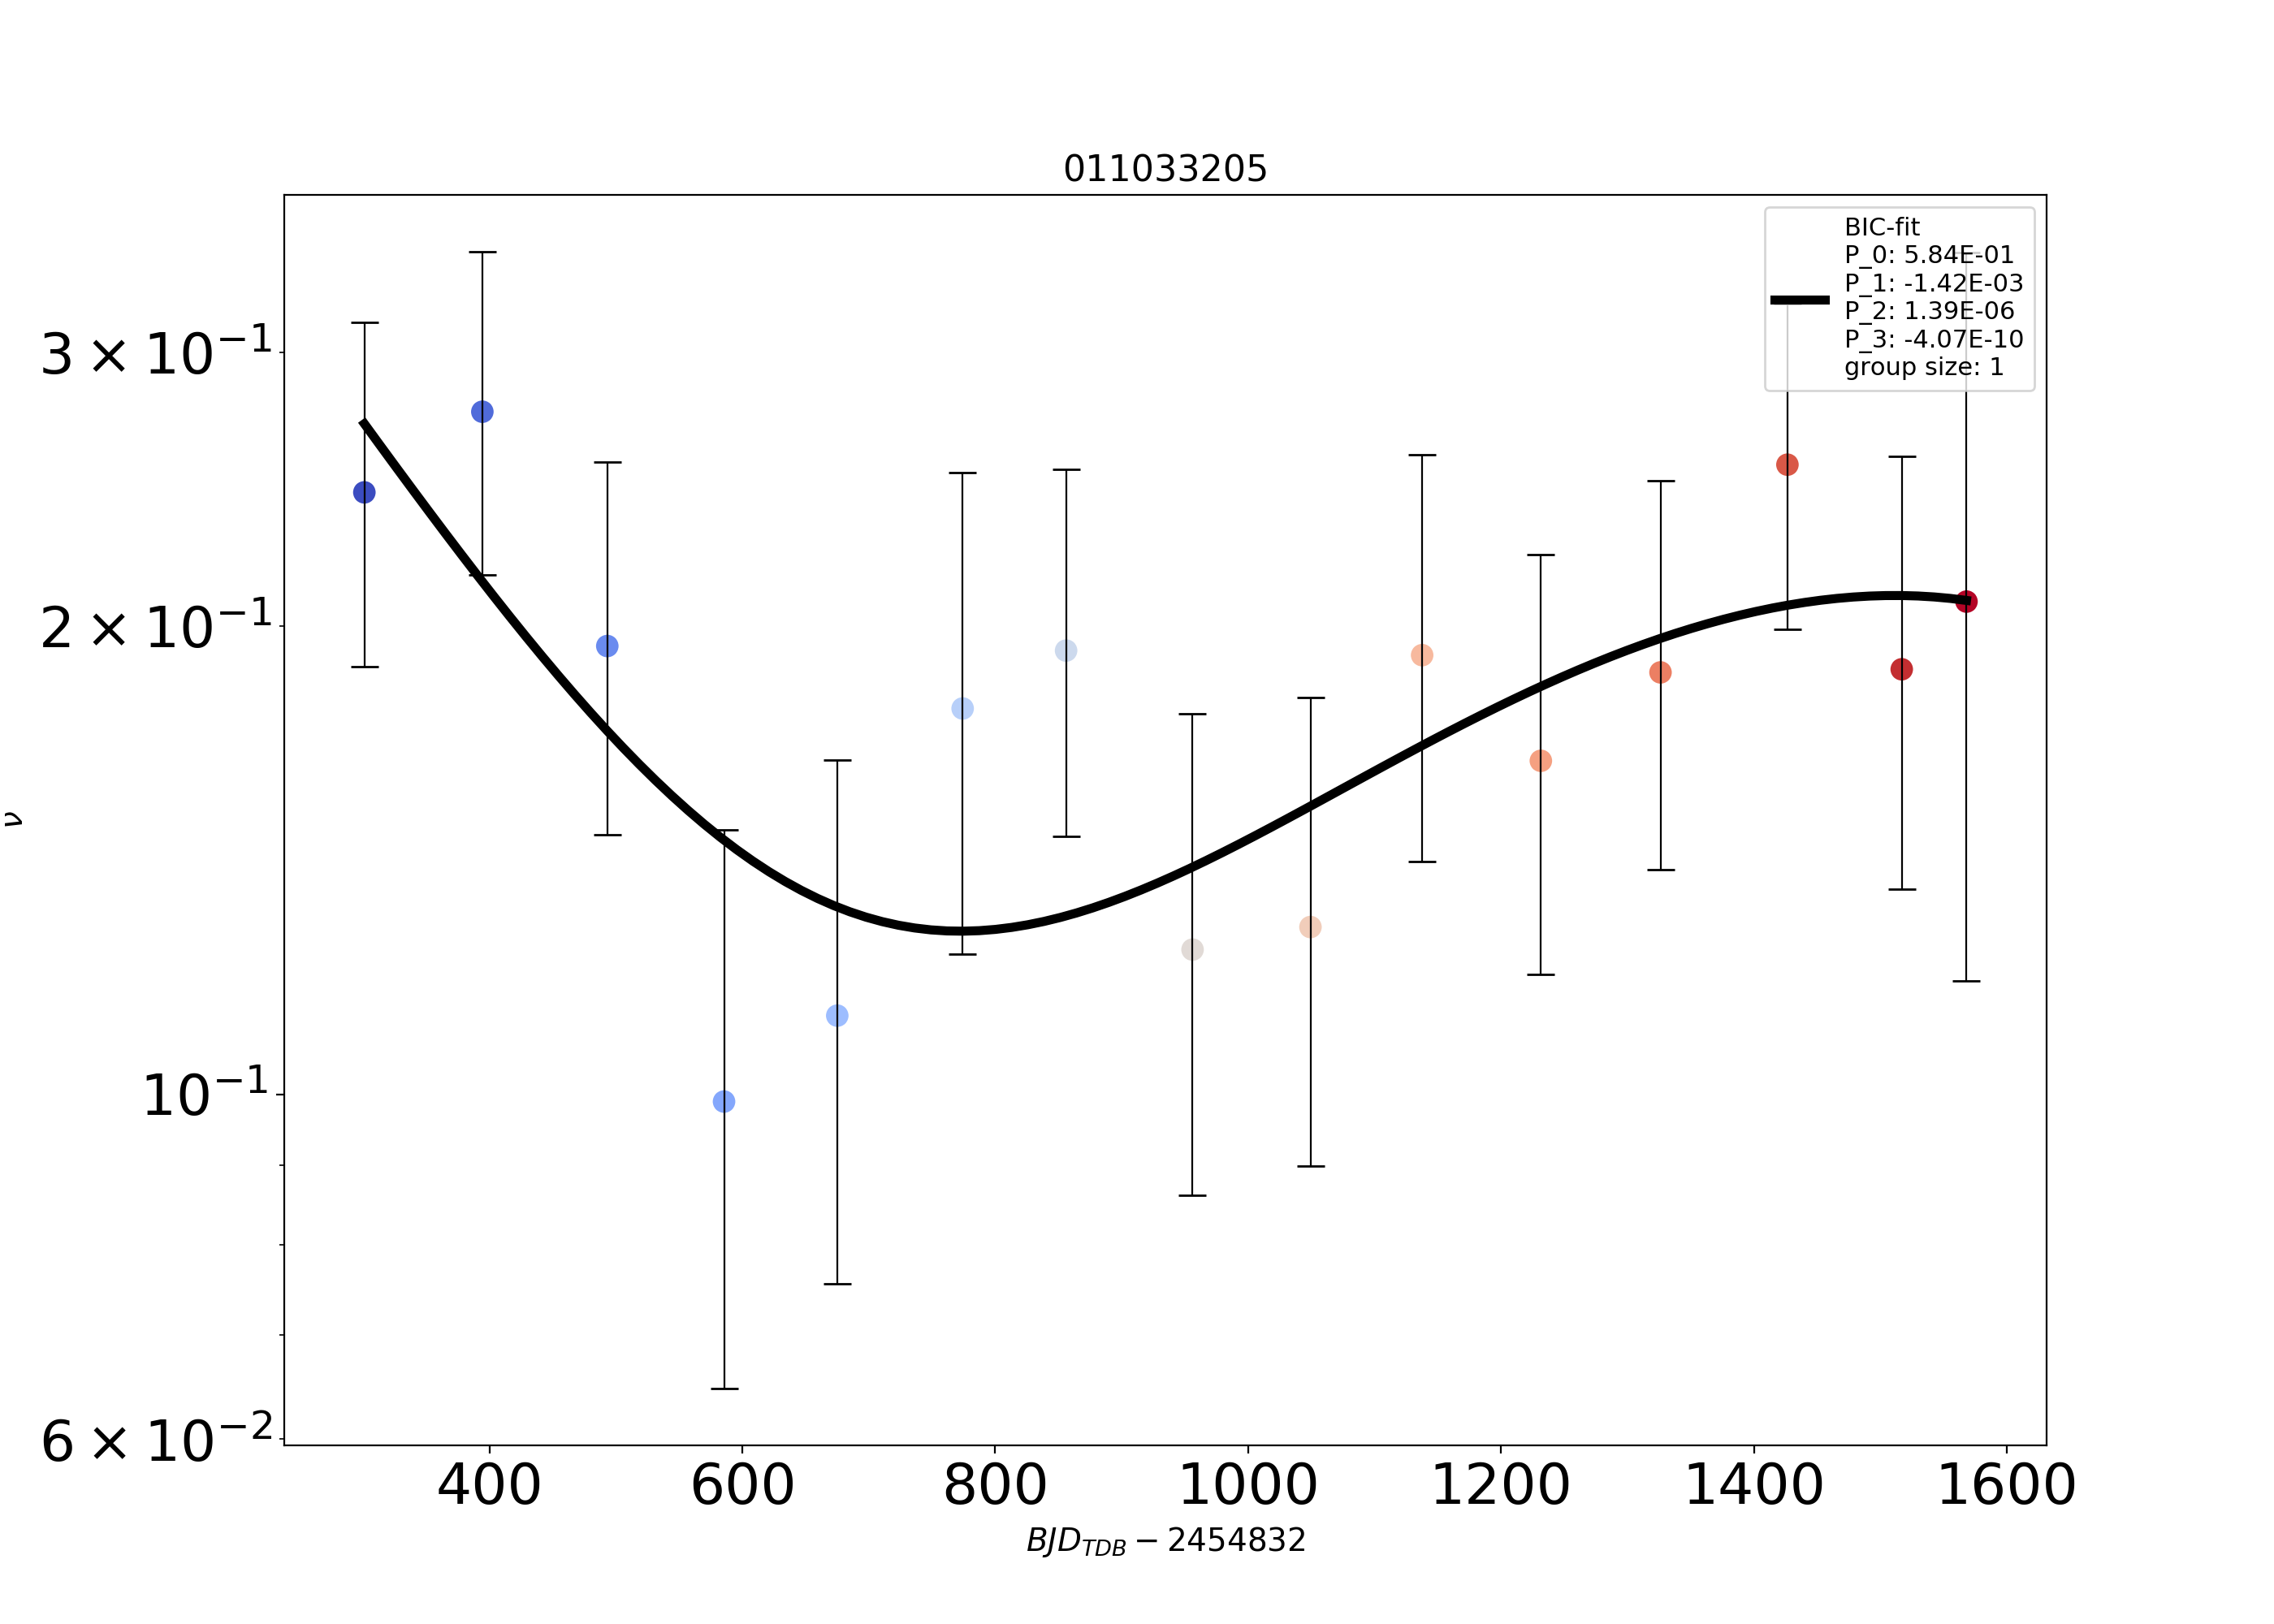 011033205
BIC-fit
P_0: 5.84E-01
P_1: -1.42E-03
P_2: 1.39E-06
P_3: -4.07E-10
group size: 1
3 × 10⁻¹
2 × 10⁻¹
10⁻¹
6 × 10⁻²
ν
400 600 800 1000 1200 1400 1600
BJD_TDB − 2454832